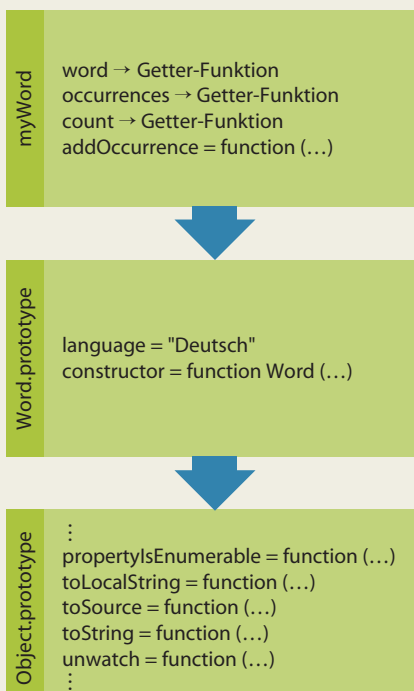 myWord
word → Getter-Funktion
occurrences → Getter-Funktion
count → Getter-Funktion
addOccurrence = function (…)
Word.prototype
language = "Deutsch"
constructor = function Word (…)
Object.prototype
⋮
propertyIsEnumerable = function (…)
toLocalString = function (…)
toSource = function (…)
toString = function (…)
unwatch = function (…)
⋮